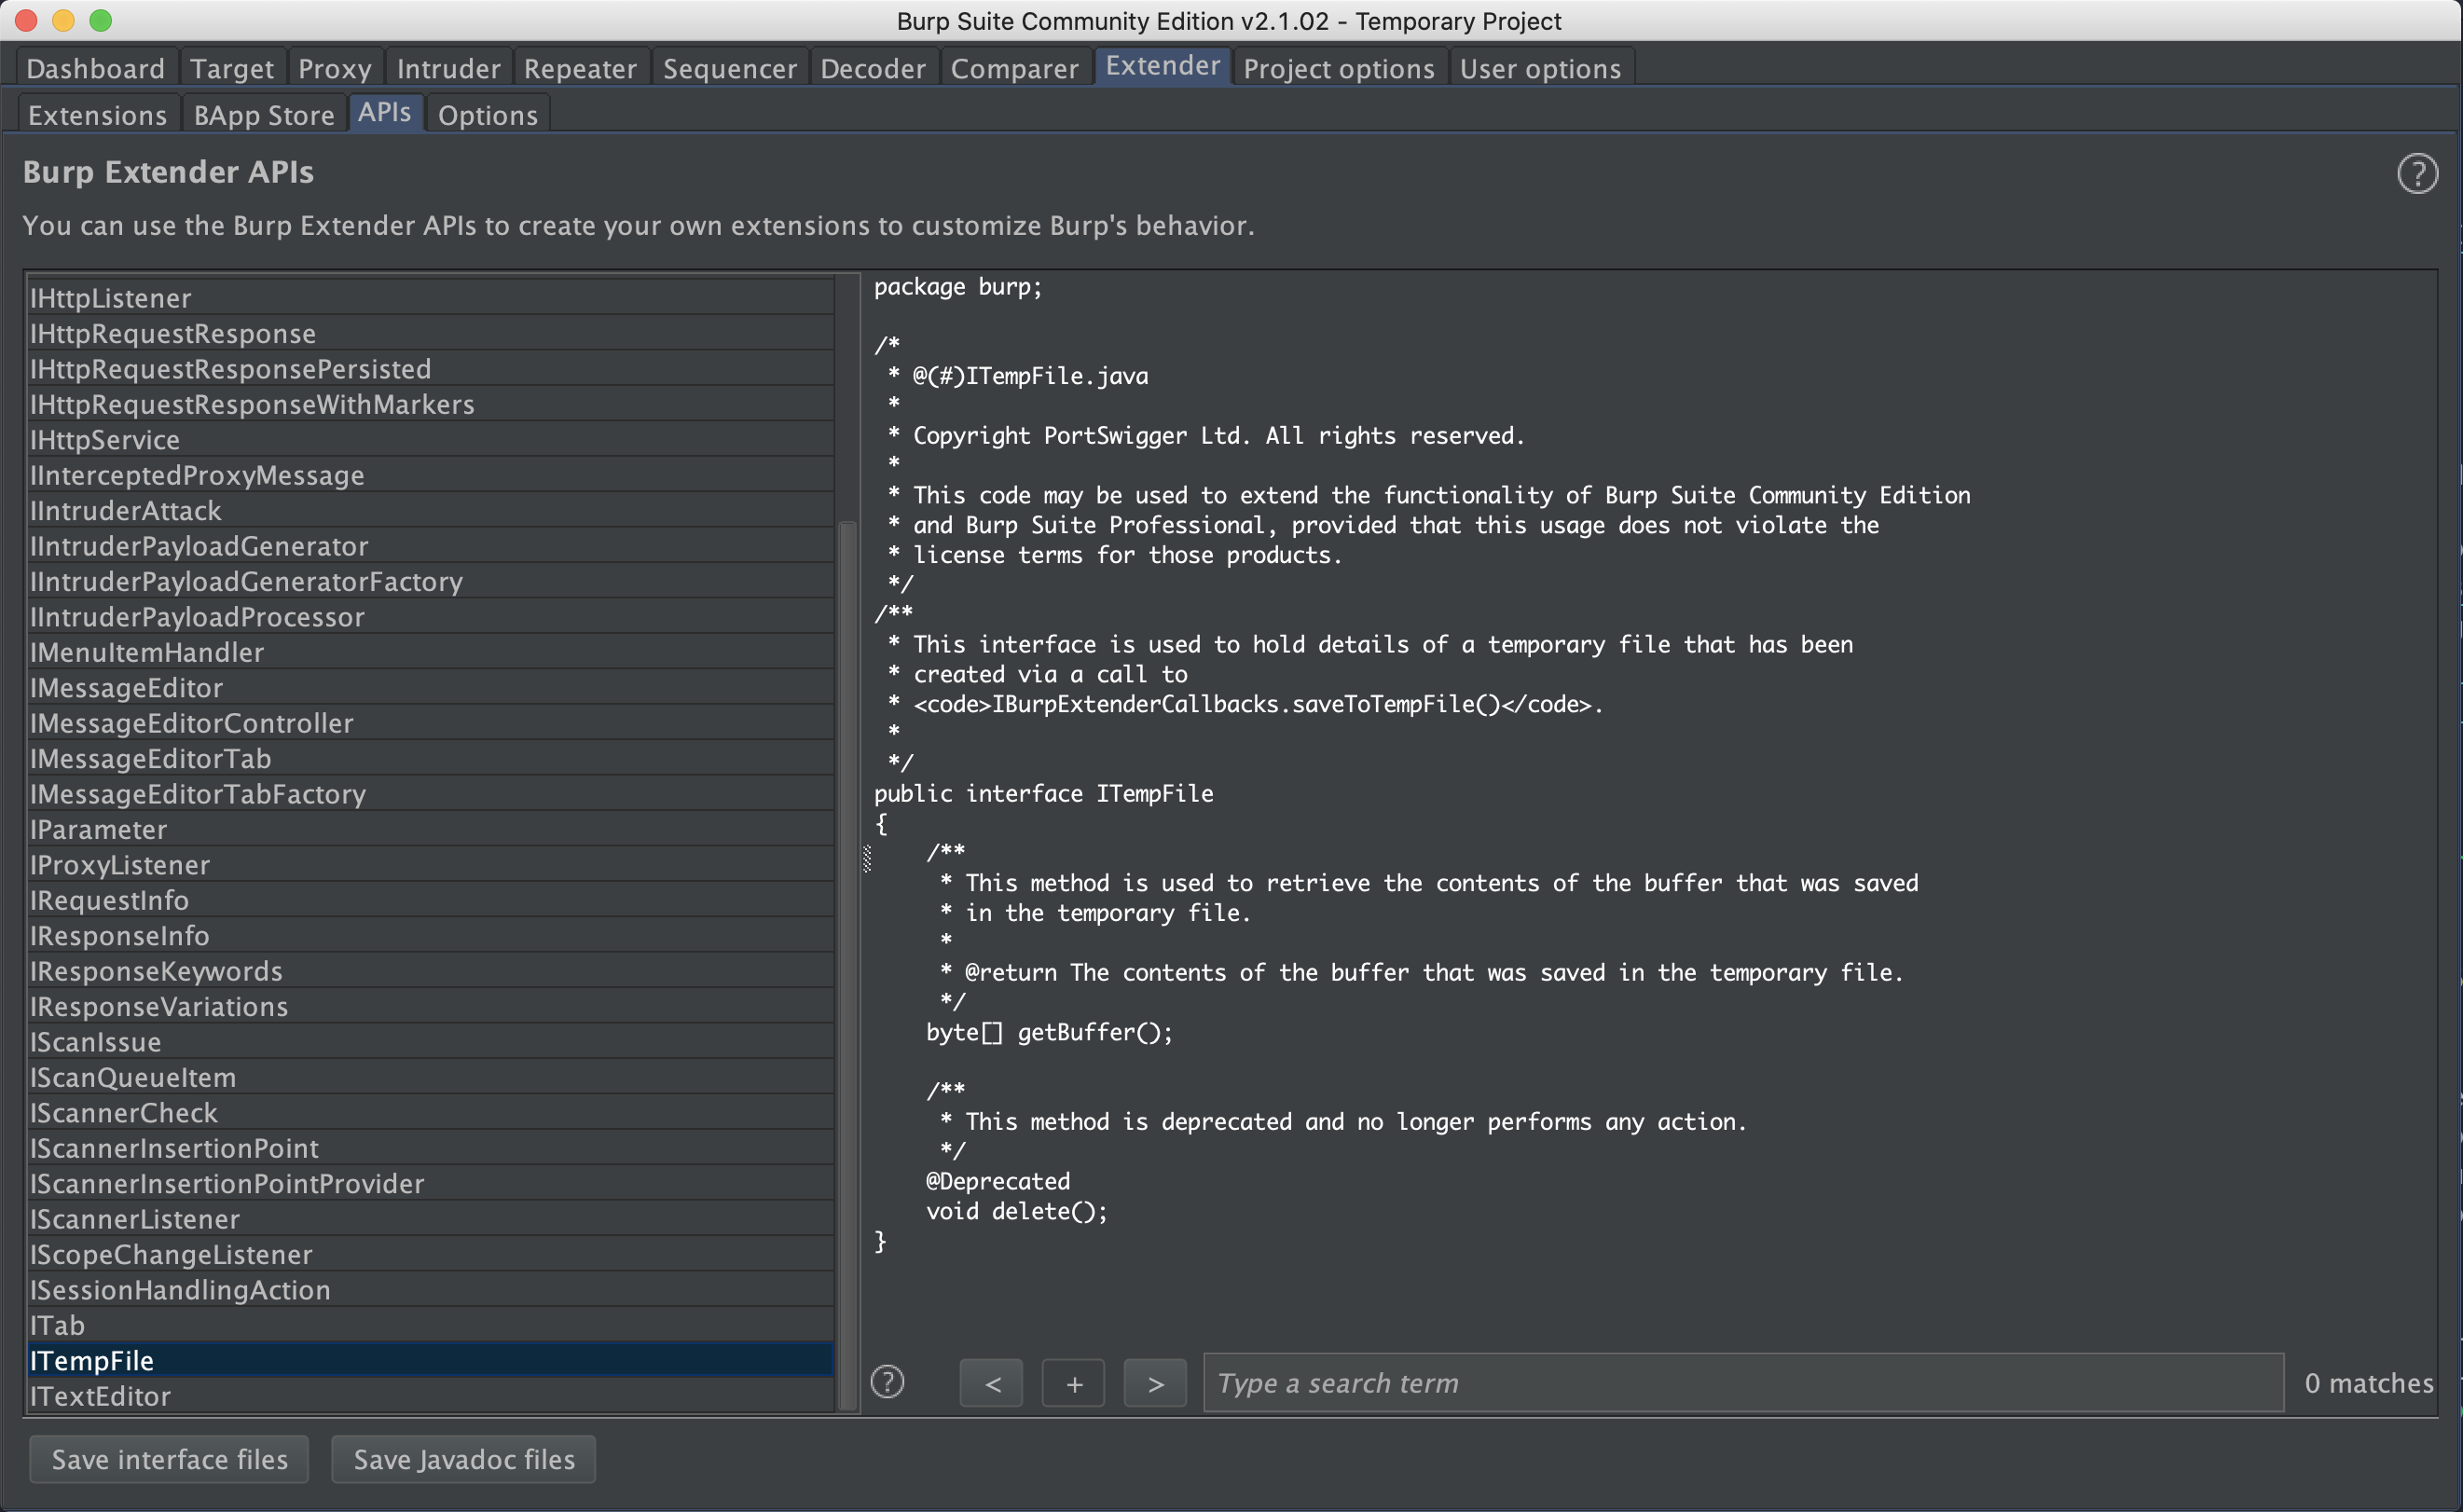 Burp Suite Community Edition v2.1.02 - Temporary Project
Dashboard Target Proxy Intruder Repeater Sequencer Decoder Comparer Extender Project options User options
Extensions BApp Store APIs Options
Burp Extender APIs
?
You can use the Burp Extender APIs to create your own extensions to customize Burp's behavior.
IHttpListener
IHttpRequestResponse
IHttpRequestResponsePersisted
IHttpRequestResponseWithMarkers
IHttpService
IInterceptedProxyMessage
IIntruderAttack
IIntruderPayloadGenerator
IIntruderPayloadGeneratorFactory
IIntruderPayloadProcessor
IMenuItemHandler
IMessageEditor
IMessageEditorController
IMessageEditorTab
IMessageEditorTabFactory
IParameter
IProxyListener
IRequestInfo
IResponseInfo
IResponseKeywords
IResponseVariations
IScanIssue
IScanQueueItem
IScannerCheck
IScannerInsertionPoint
IScannerInsertionPointProvider
IScannerListener
IScopeChangeListener
ISessionHandlingAction
ITab
ITempFile
ITextEditor
package burp;
/*
 * @(#)ITempFile.java
 *
 * Copyright PortSwigger Ltd. All rights reserved.
 *
 * This code may be used to extend the functionality of Burp Suite Community Edition
 * and Burp Suite Professional, provided that this usage does not violate the
 * license terms for those products.
 */
/**
 * This interface is used to hold details of a temporary file that has been
 * created via a call to
 * <code>IBurpExtenderCallbacks.saveToTempFile()</code>.
 *
 */
public interface ITempFile
{
    /**
     * This method is used to retrieve the contents of the buffer that was saved
     * in the temporary file.
     *
     * @return The contents of the buffer that was saved in the temporary file.
     */
    byte[] getBuffer();
    /**
     * This method is deprecated and no longer performs any action.
     */
    @Deprecated
    void delete();
}
? < + > Type a search term 0 matches
Save interface files Save Javadoc files